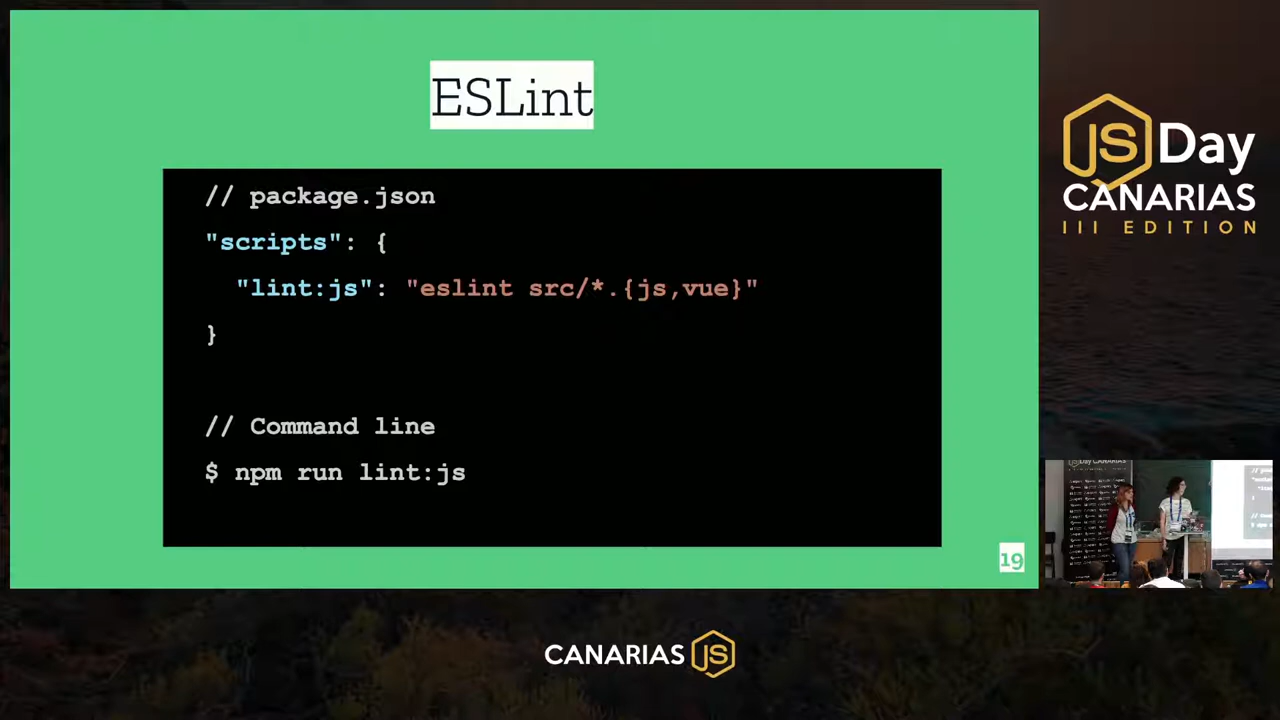 ESLint
// package.json
"scripts": {
"lint:js": "eslint src/*.{js,vue}"
}
// Command line
$ npm run lint:js
19
JS Day
CANARIAS
III EDITION
CANARIAS JS